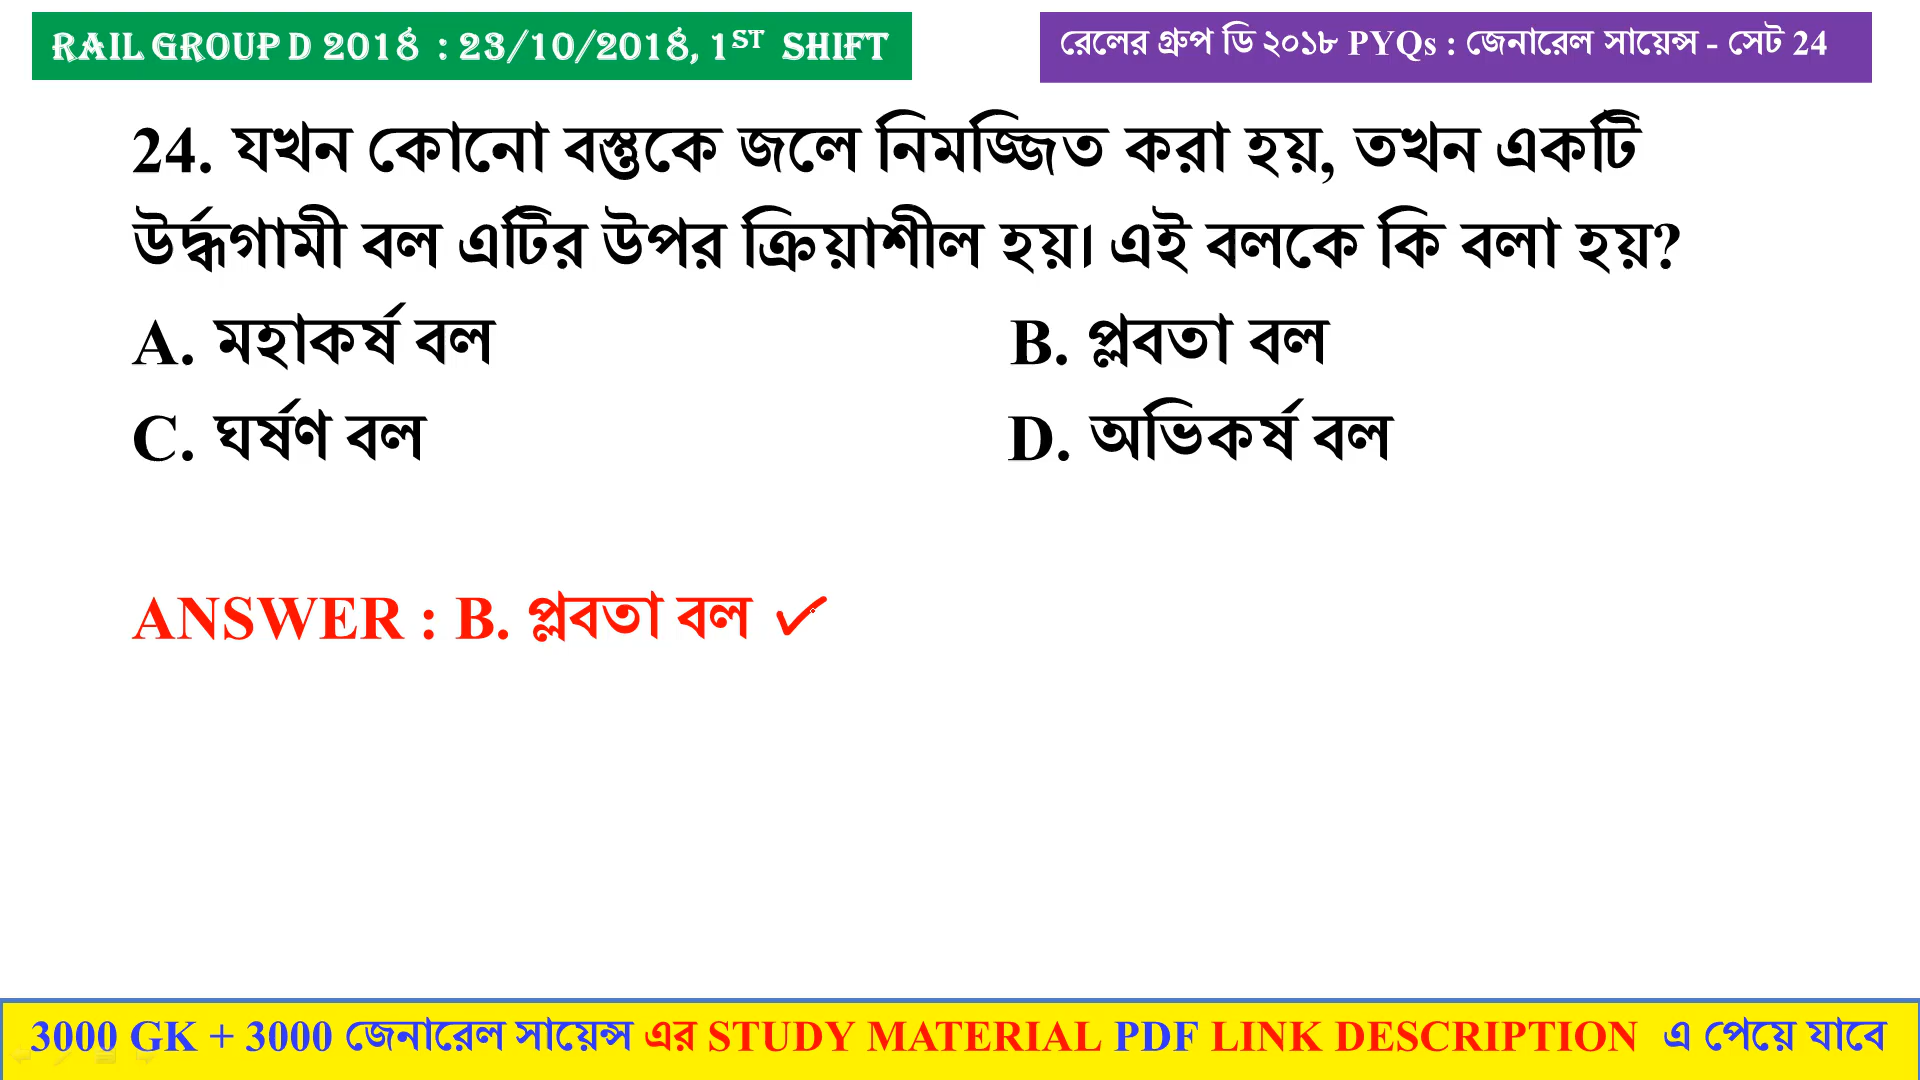 RAIL GROUP D 2018 : 23/10/2018, 1ST SHIFT
রেলের গ্রুপ ডি ২০১৮ PYQs : জেনারেল সায়েন্স - সেট 24
24. যখন কোনো বস্তুকে জলে নিমজ্জিত করা হয়, তখন একটি
উর্দ্ধগামী বল এটির উপর ক্রিয়াশীল হয়। এই বলকে কি বলা হয়?
A. মহাকর্ষ বল B. প্লবতা বল
C. ঘর্ষণ বল D. অভিকর্ষ বল
ANSWER : B. প্লবতা বল ✓
3000 GK + 3000 জেনারেল সায়েন্স এর STUDY MATERIAL PDF LINK DESCRIPTION এ পেয়ে যাবে